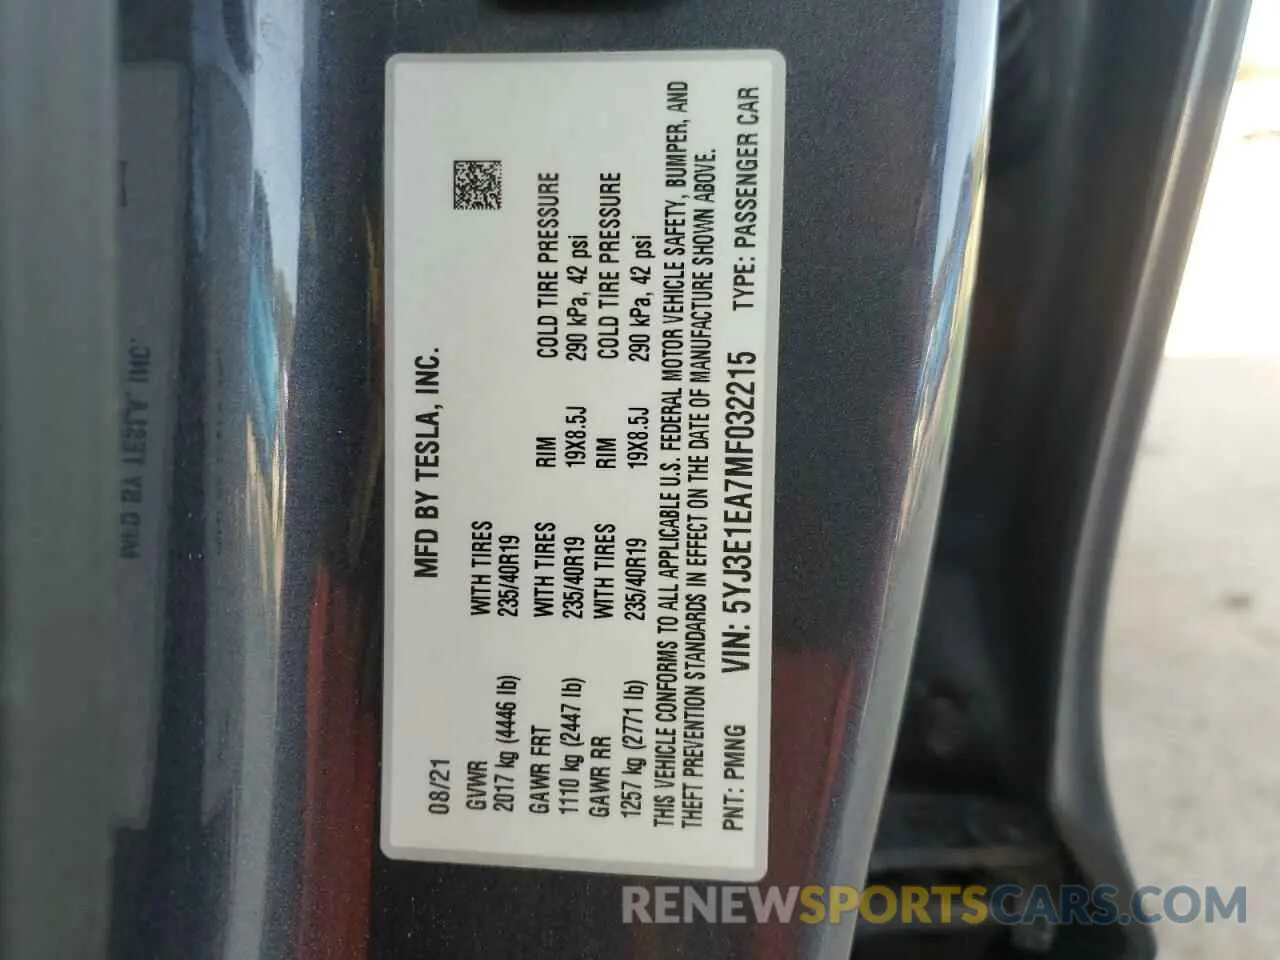 MFD BY TESLA, INC.
08/21
GVWR WITH TIRES
2017 kg (4446 lb) 235/40R19
GAWR FRT WITH TIRES RIM COLD TIRE PRESSURE
1110 kg (2447 lb) 235/40R19 19X8.5J 290 kPa, 42 psi
GAWR RR WITH TIRES RIM COLD TIRE PRESSURE
1257 kg (2771 lb) 235/40R19 19X8.5J 290 kPa, 42 psi
THIS VEHICLE CONFORMS TO ALL APPLICABLE U.S. FEDERAL MOTOR VEHICLE SAFETY, BUMPER, AND
THEFT PREVENTION STANDARDS IN EFFECT ON THE DATE OF MANUFACTURE SHOWN ABOVE.
PNT: PMNG VIN: 5YJ3E1EA7MF032215 TYPE: PASSENGER CAR
RENEWSPORTSCARS.COM